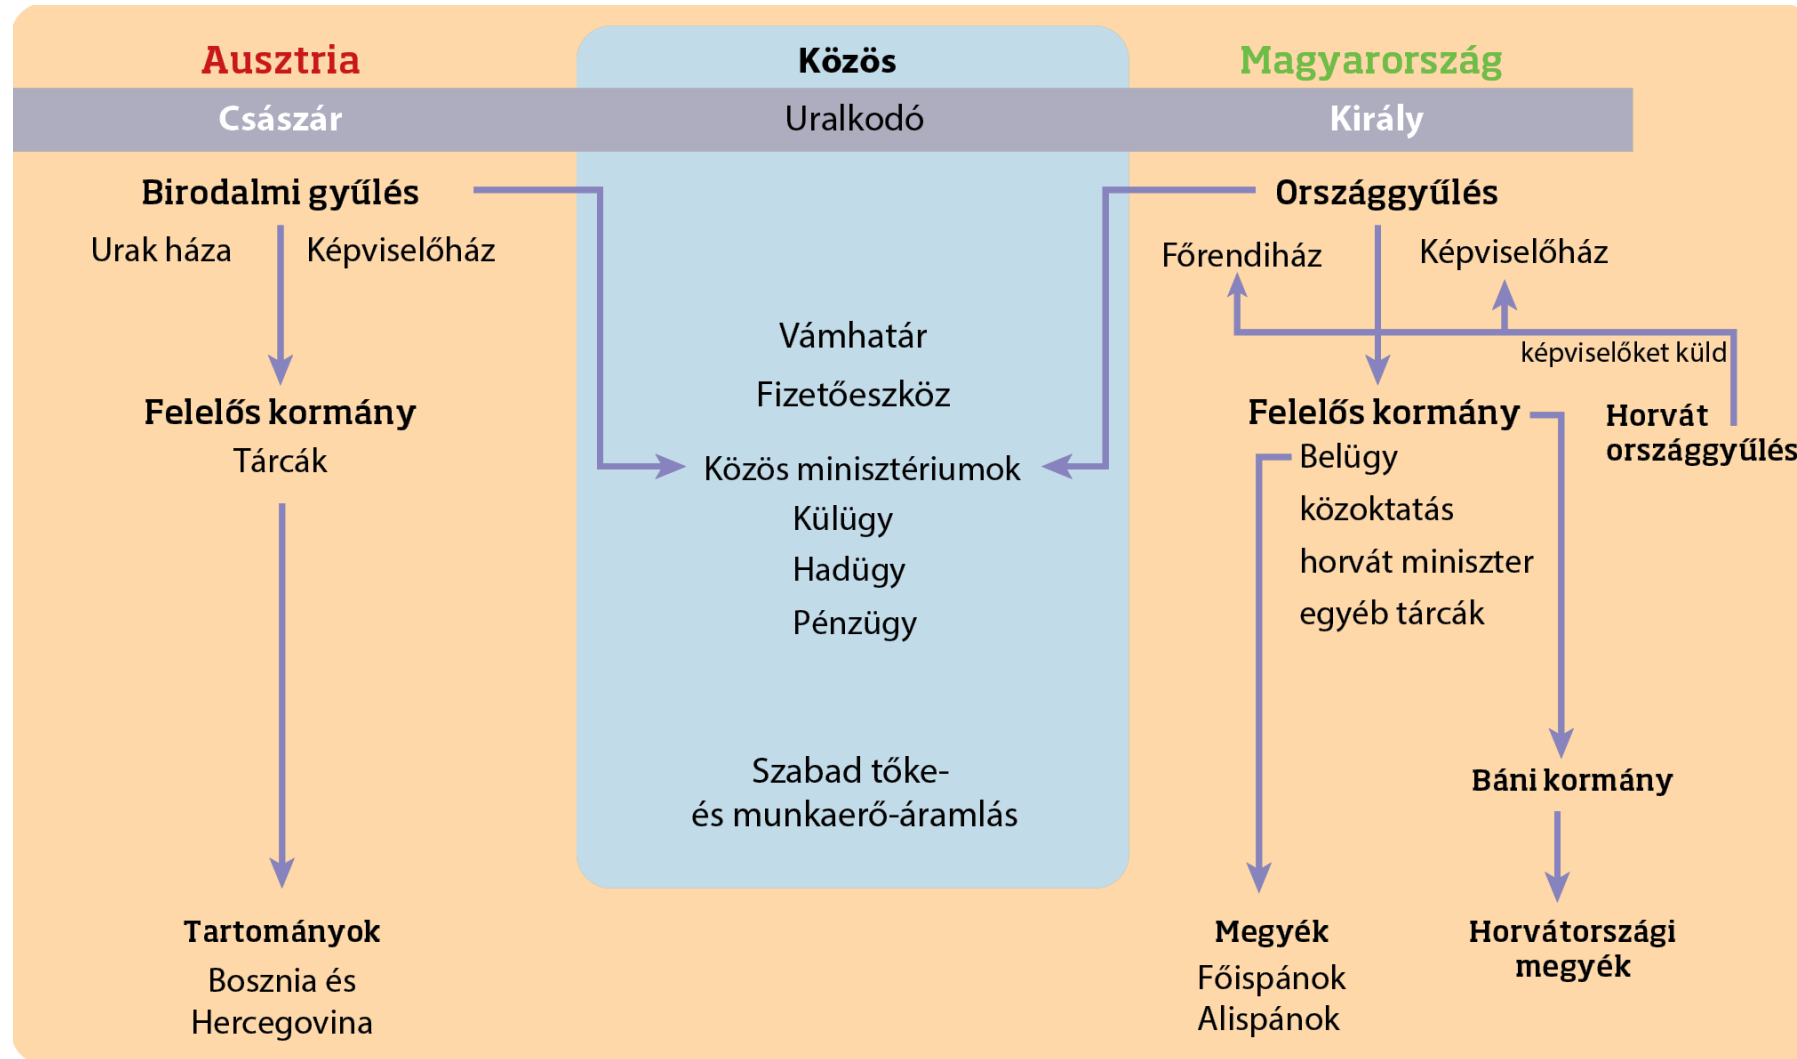 Ausztria
Közös
Magyarország
Császár
Uralkodó
Király
Birodalmi gyűlés
Urak háza
Képviselőház
Felelős kormány
Tárcák
Tartományok
Bosznia és
Hercegovina
Vámhatár
Fizetőeszköz
Közös minisztériumok
Külügy
Hadügy
Pénzügy
Szabad tőke-
és munkaerő-áramlás
Országgyűlés
Főrendiház
Képviselőház
képviselőket küld
Felelős kormány
Belügy
közoktatás
horvát miniszter
egyéb tárcák
Horvát
országgyűlés
Báni kormány
Megyék
Főispánok
Alispánok
Horvátországi
megyék